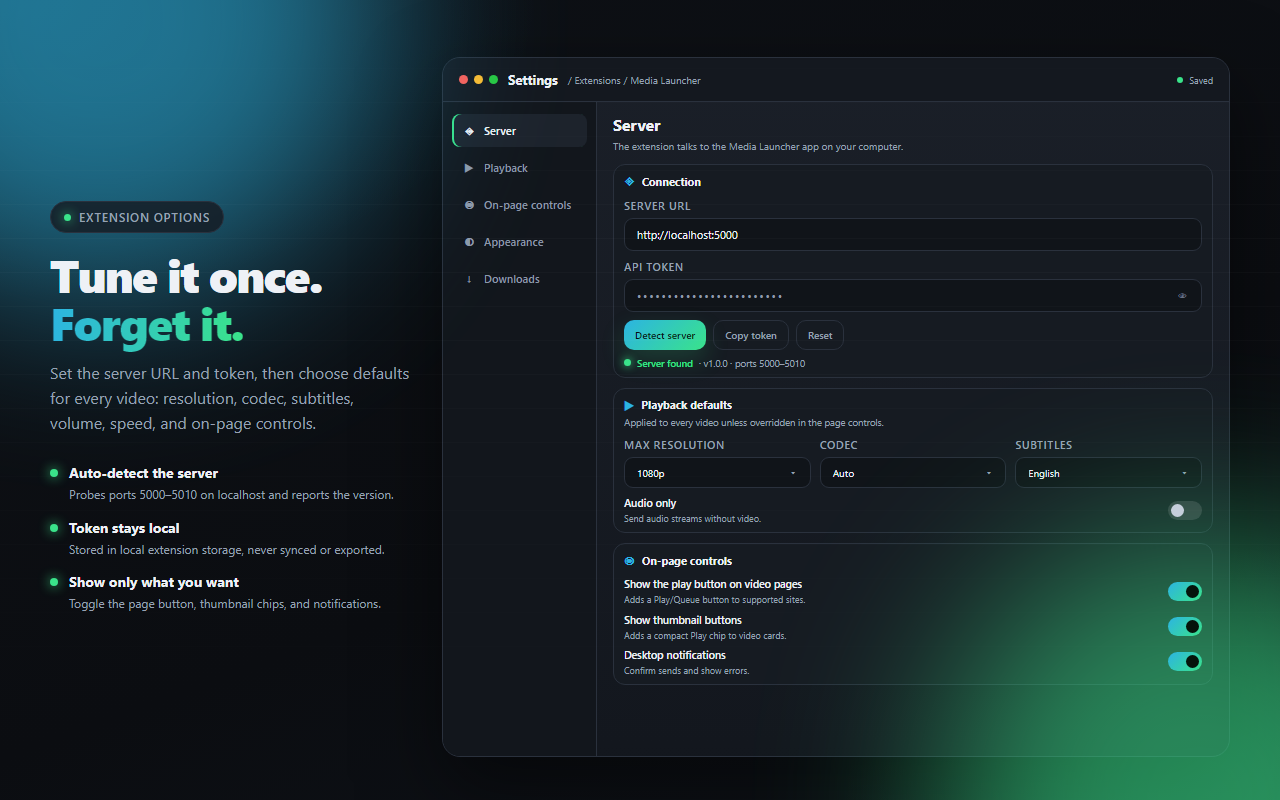 EXTENSION OPTIONS
Tune it once.
Forget it.
Set the server URL and token, then choose defaults
for every video: resolution, codec, subtitles,
volume, speed, and on-page controls.
Auto-detect the server
Probes ports 5000–5010 on localhost and reports the version.
Token stays local
Stored in local extension storage, never synced or exported.
Show only what you want
Toggle the page button, thumbnail chips, and notifications.
Settings / Extensions / Media Launcher
Saved
Server
Playback
On-page controls
Appearance
Downloads
Server
The extension talks to the Media Launcher app on your computer.
Connection
SERVER URL
http://localhost:5000
API TOKEN
••••••••••••••••••••••••
Detect server Copy token Reset
Server found · v1.0.0 · ports 5000–5010
Playback defaults
Applied to every video unless overridden in the page controls.
MAX RESOLUTION CODEC SUBTITLES
1080p Auto English
Audio only
Send audio streams without video.
On-page controls
Show the play button on video pages
Adds a Play/Queue button to supported sites.
Show thumbnail buttons
Adds a compact Play chip to video cards.
Desktop notifications
Confirm sends and show errors.